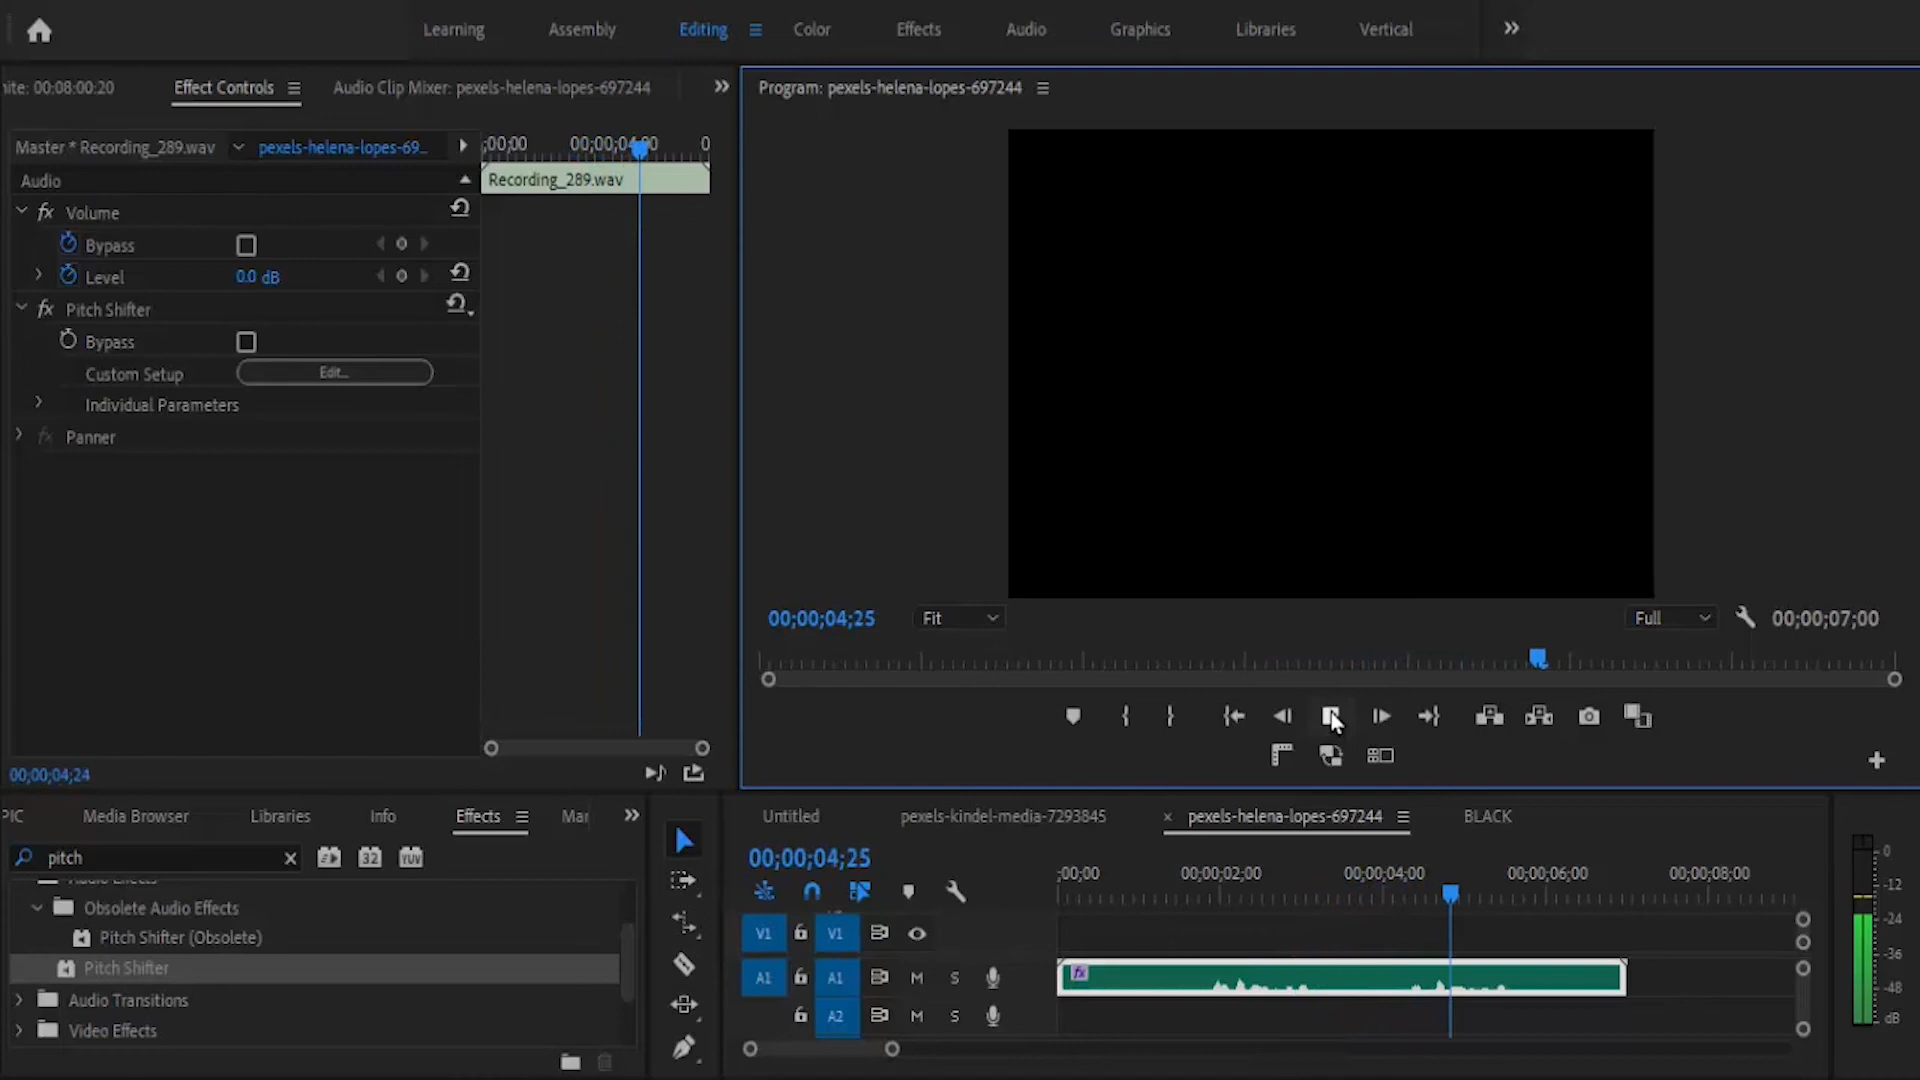 Learning Assembly Editing Color Effects Audio Graphics Libraries Vertical
ite: 00:08:00:20 Effect Controls Audio Clip Mixer: pexels-helena-lopes-697244
Program: pexels-helena-lopes-697244
Master * Recording_289.wav pexels-helena-lopes-69...
;00;00 00;00;04;00 0
Audio
Recording_289.wav
fx Volume
Bypass
Level 0.0 dB
fx Pitch Shifter
Bypass
Custom Setup Edit...
Individual Parameters
fx Panner
00;00;04;25 Fit Full 00;00;07;00
00;00;04;24
PIC Media Browser Libraries Info Effects Mar
Untitled pexels-kindel-media-7293845 pexels-helena-lopes-697244 BLACK
pitch 32 YUV
00;00;04;25
:00;00 00;00;02;00 00;00;04;00 00;00;06;00 00;00;08;00
Audio Effects
Obsolete Audio Effects
Pitch Shifter (Obsolete)
Pitch Shifter
Audio Transitions
Video Effects
V1 V1
A1 A1 M S fx
A2 M S
0
-12
-24
-36
-48
dB